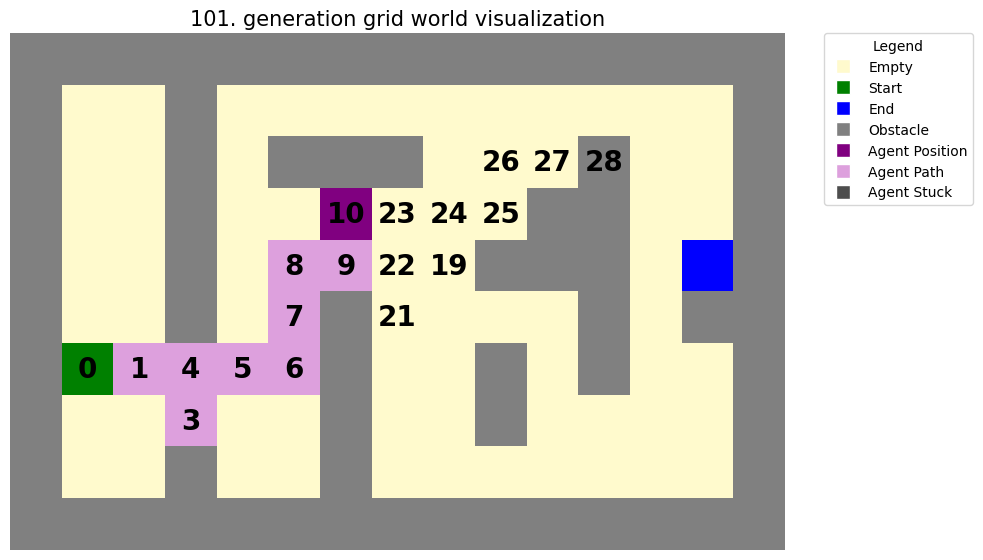 101. generation grid world visualization
Legend
Empty
Start
End
Obstacle
Agent Position
Agent Path
Agent Stuck
26 27 28
10 23 24 25
8 9 22 19
7 21
0 1 4 5 6
3